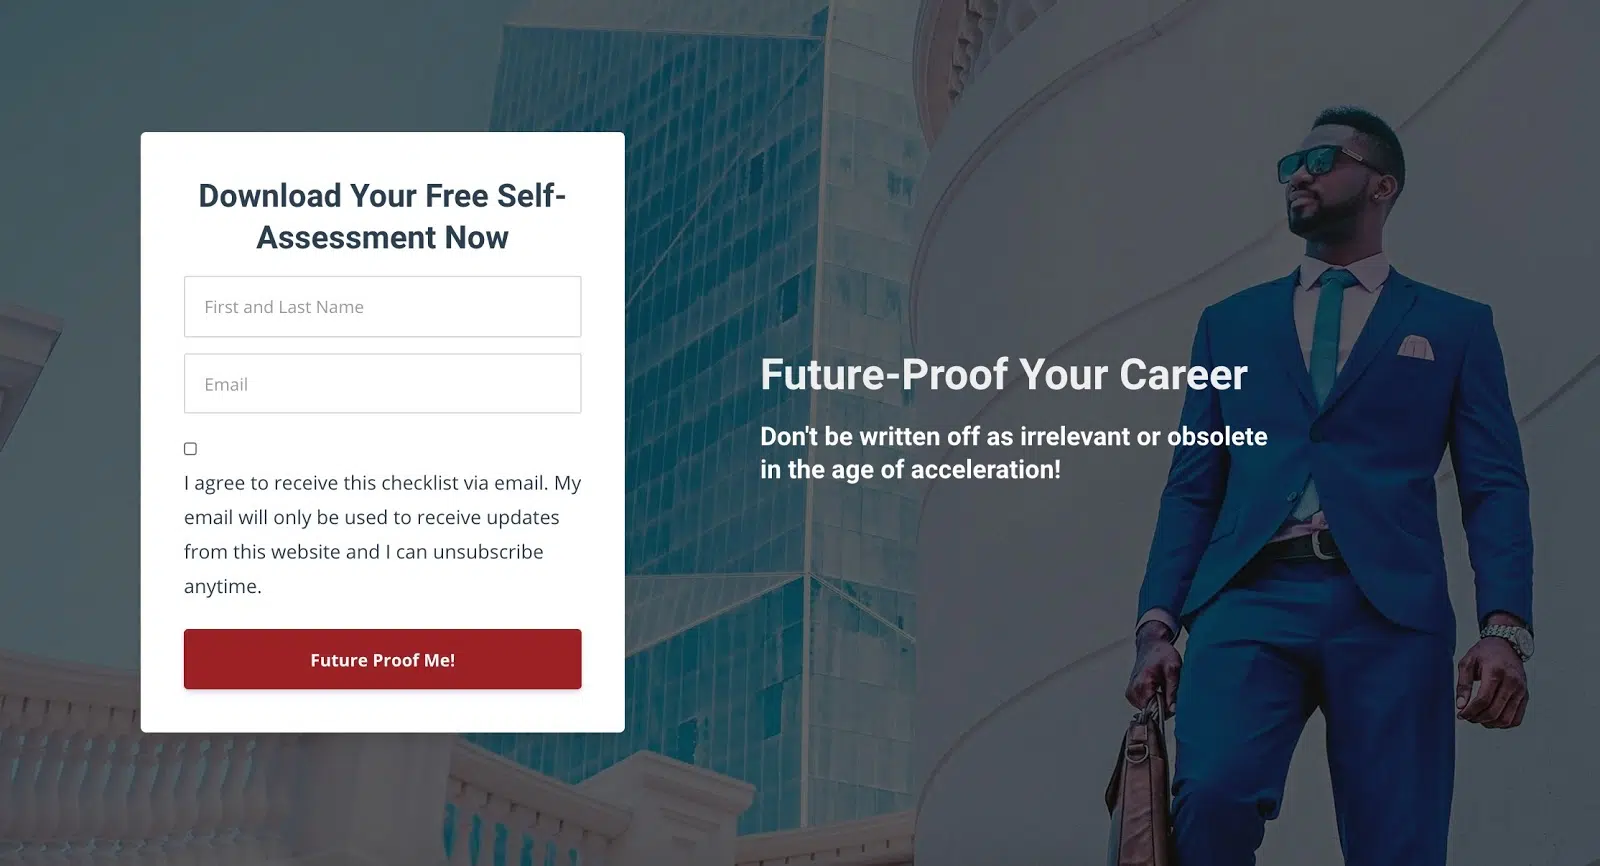 Download Your Free Self-
Assessment Now
First and Last Name
Email
I agree to receive this checklist via email. My
email will only be used to receive updates
from this website and I can unsubscribe
anytime.
Future Proof Me!
Future-Proof Your Career
Don't be written off as irrelevant or obsolete
in the age of acceleration!